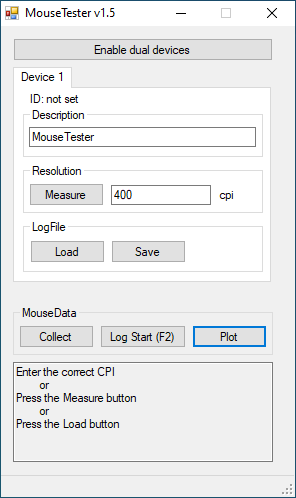 MouseTester v1.5
Enable dual devices
Device 1
ID: not set
Description
MouseTester
Resolution
Measure 400 cpi
LogFile
Load Save
MouseData
Collect Log Start (F2) Plot
Enter the correct CPI
or
Press the Measure button
or
Press the Load button